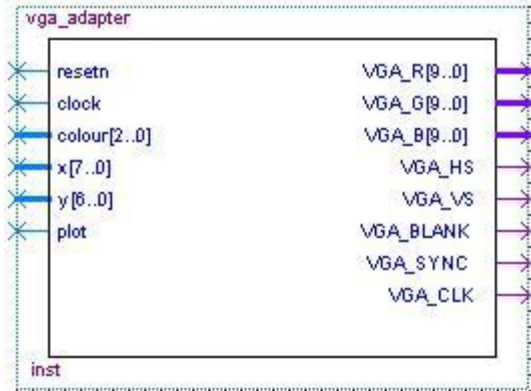 vga_adapter
resetn VGA_R[9..0]
clock VGA_G[9..0]
colour[2..0] VGA_B[9..0]
x[7..0] VGA_HS
y[6..0] VGA_VS
plot VGA_BLANK
VGA_SYNC
VGA_CLK
inst